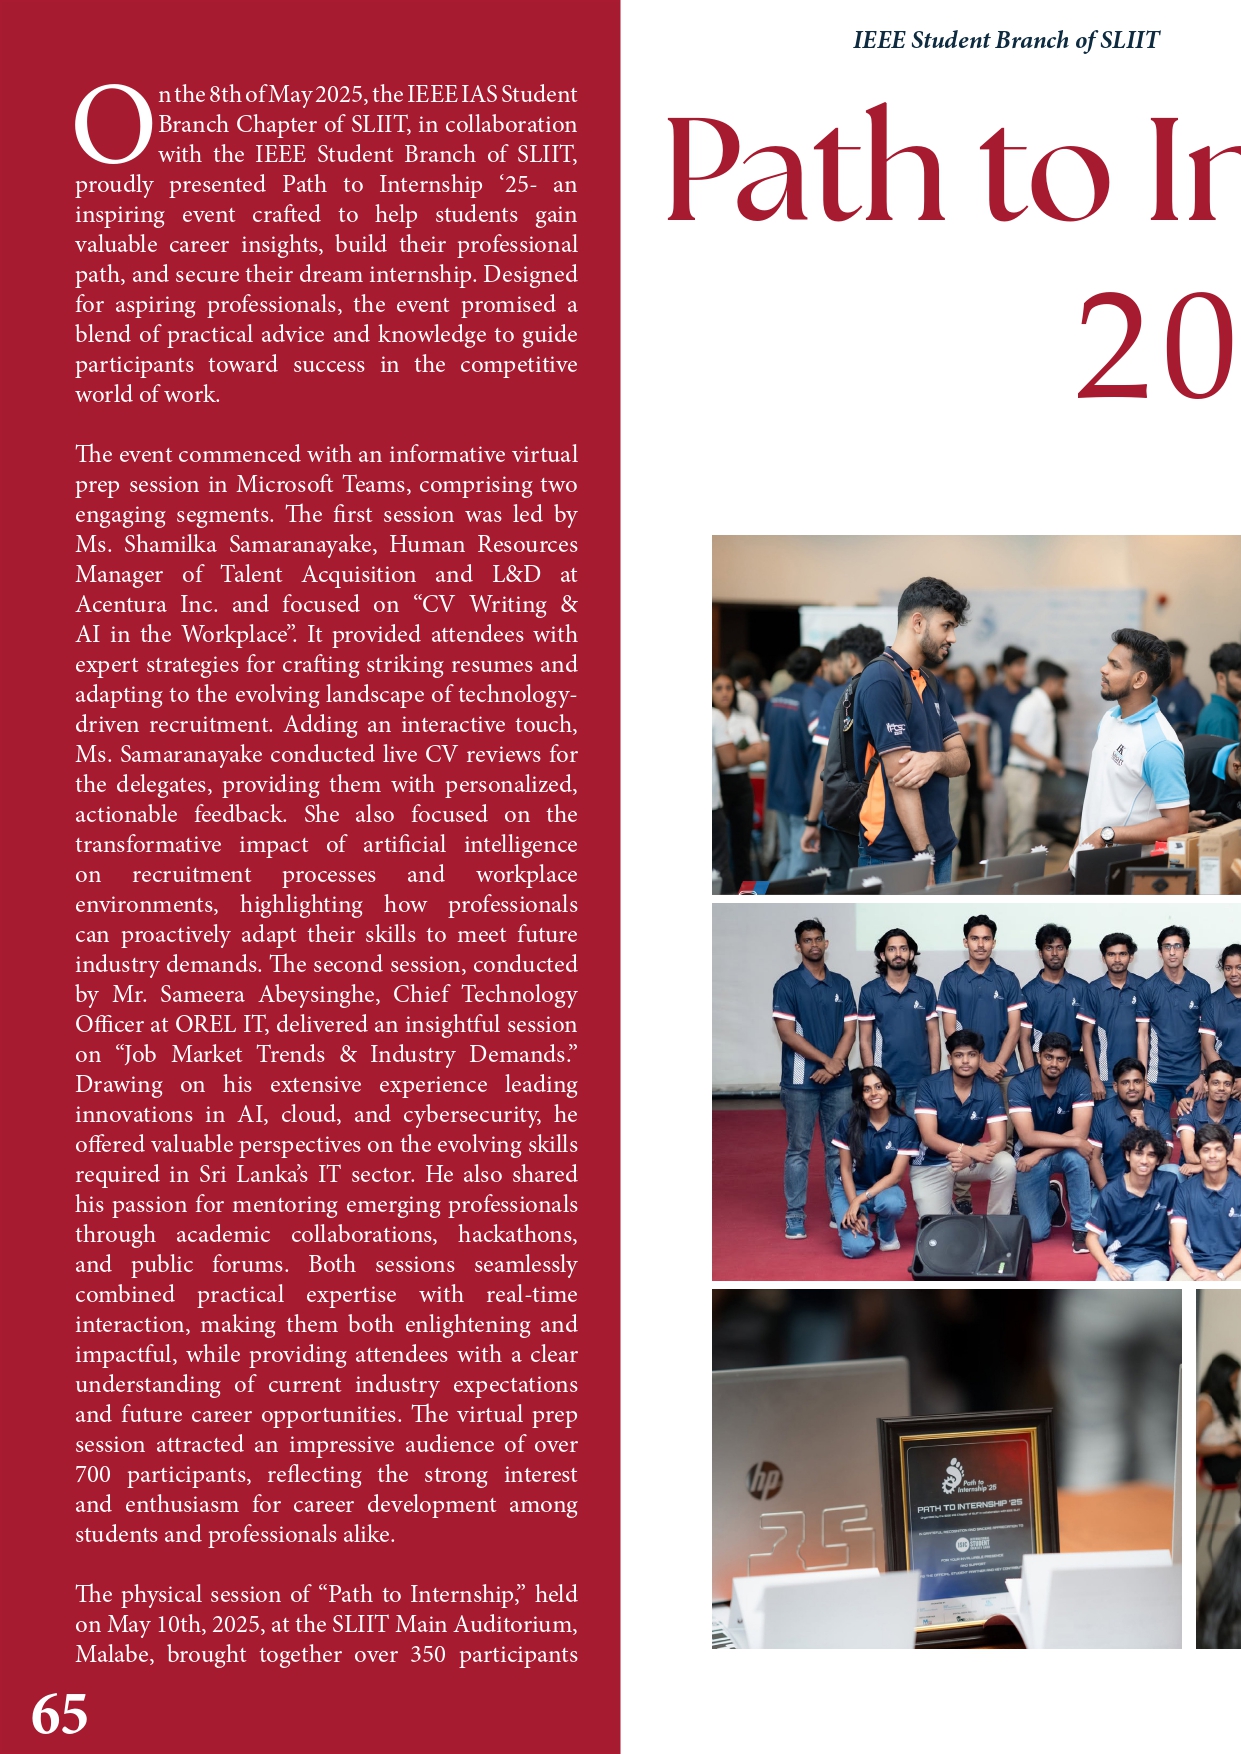 IEEE Student Branch of SLIIT
Path to In
20
On the 8th of May 2025, the IEEE IAS Student
Branch Chapter of SLIIT, in collaboration
with the IEEE Student Branch of SLIIT,
proudly presented Path to Internship ‘25- an
inspiring event crafted to help students gain
valuable career insights, build their professional
path, and secure their dream internship. Designed
for aspiring professionals, the event promised a
blend of practical advice and knowledge to guide
participants toward success in the competitive
world of work.
The event commenced with an informative virtual
prep session in Microsoft Teams, comprising two
engaging segments. The first session was led by
Ms. Shamilka Samaranayake, Human Resources
Manager of Talent Acquisition and L&D at
Acentura Inc. and focused on “CV Writing &
AI in the Workplace”. It provided attendees with
expert strategies for crafting striking resumes and
adapting to the evolving landscape of technology-
driven recruitment. Adding an interactive touch,
Ms. Samaranayake conducted live CV reviews for
the delegates, providing them with personalized,
actionable feedback. She also focused on the
transformative impact of artificial intelligence
on recruitment processes and workplace
environments, highlighting how professionals
can proactively adapt their skills to meet future
industry demands. The second session, conducted
by Mr. Sameera Abeysinghe, Chief Technology
Officer at OREL IT, delivered an insightful session
on “Job Market Trends & Industry Demands.”
Drawing on his extensive experience leading
innovations in AI, cloud, and cybersecurity, he
offered valuable perspectives on the evolving skills
required in Sri Lanka’s IT sector. He also shared
his passion for mentoring emerging professionals
through academic collaborations, hackathons,
and public forums. Both sessions seamlessly
combined practical expertise with real-time
interaction, making them both enlightening and
impactful, while providing attendees with a clear
understanding of current industry expectations
and future career opportunities. The virtual prep
session attracted an impressive audience of over
700 participants, reflecting the strong interest
and enthusiasm for career development among
students and professionals alike.
The physical session of “Path to Internship,” held
on May 10th, 2025, at the SLIIT Main Auditorium,
Malabe, brought together over 350 participants
65
hp
Path to
Internship '25
PATH TO INTERNSHIP '25